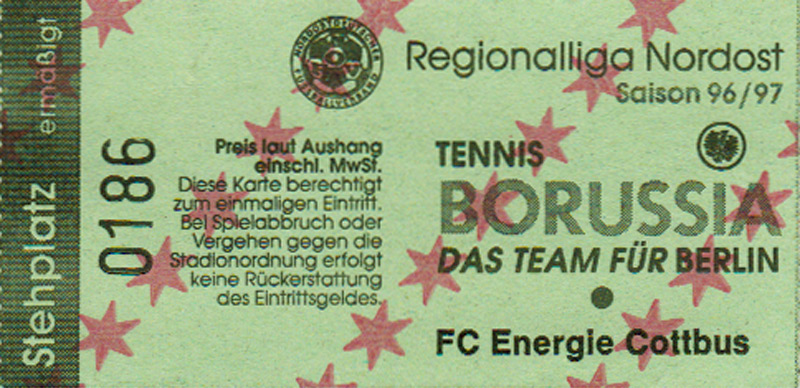 Stehplatz ermäßigt
0186
NORDOSTDEUTSCHER
FUSSBALLVERBAND
Regionalliga Nordost
Saison 96/97
Preis laut Aushang
einschl. MwSt.
Diese Karte berechtigt
zum einmaligen Eintritt.
Bei Spielabbruch oder
Vergehen gegen die
Stadionordnung erfolgt
keine Rückerstattung
des Eintrittsgeldes.
TENNIS
BORUSSIA
DAS TEAM FÜR BERLIN
FC Energie Cottbus